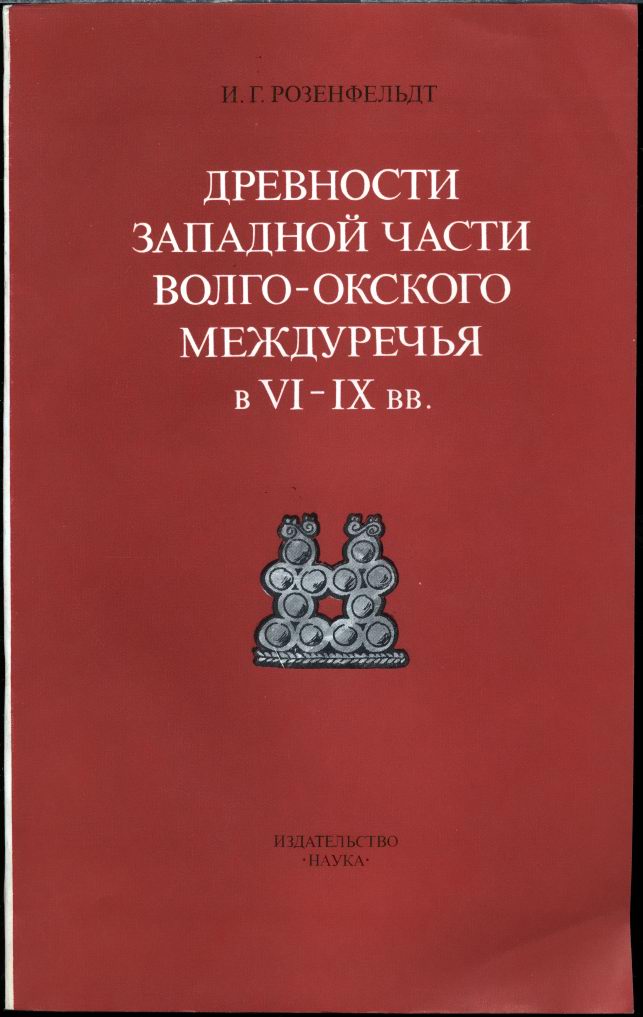 И. Г. РОЗЕНФЕЛЬДТ
ДРЕВНОСТИ
ЗАПАДНОЙ ЧАСТИ
ВОЛГО-ОКСКОГО
МЕЖДУРЕЧЬЯ
в VI–IX вв.
ИЗДАТЕЛЬСТВО
·НАУКА·